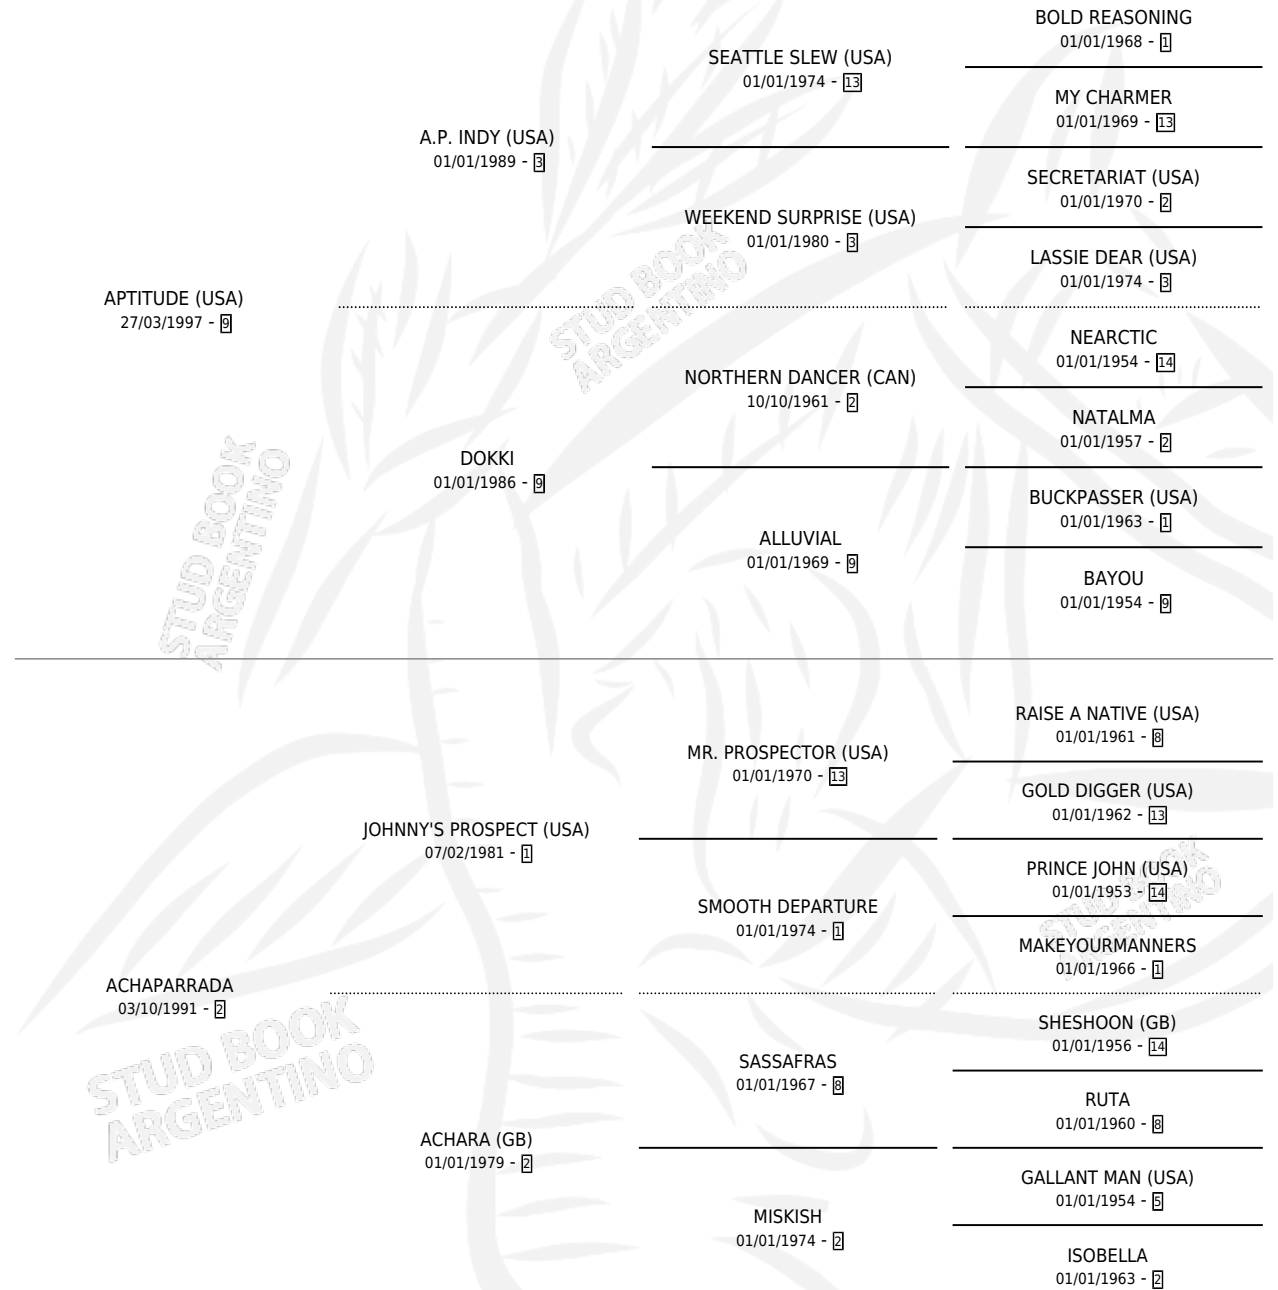 BOLD REASONING
01/01/1968 - 1
SEATTLE SLEW (USA)
01/01/1974 - 13
MY CHARMER
01/01/1969 - 13
A.P. INDY (USA)
01/01/1989 - 3
SECRETARIAT (USA)
01/01/1970 - 2
WEEKEND SURPRISE (USA)
01/01/1980 - 3
LASSIE DEAR (USA)
01/01/1974 - 3
APTITUDE (USA)
27/03/1997 - 9
NEARCTIC
01/01/1954 - 14
NORTHERN DANCER (CAN)
10/10/1961 - 2
NATALMA
01/01/1957 - 2
DOKKI
01/01/1986 - 9
BUCKPASSER (USA)
01/01/1963 - 1
ALLUVIAL
01/01/1969 - 9
BAYOU
01/01/1954 - 9
RAISE A NATIVE (USA)
01/01/1961 - 8
MR. PROSPECTOR (USA)
01/01/1970 - 13
GOLD DIGGER (USA)
01/01/1962 - 13
JOHNNY'S PROSPECT (USA)
07/02/1981 - 1
PRINCE JOHN (USA)
01/01/1953 - 14
SMOOTH DEPARTURE
01/01/1974 - 1
MAKEYOURMANNERS
01/01/1966 - 1
ACHAPARRADA
03/10/1991 - 2
SHESHOON (GB)
01/01/1956 - 14
SASSAFRAS
01/01/1967 - 8
RUTA
01/01/1960 - 8
ACHARA (GB)
01/01/1979 - 2
GALLANT MAN (USA)
01/01/1954 - 5
MISKISH
01/01/1974 - 2
ISOBELLA
01/01/1963 - 2
STUD BOOK
ARGENTINO
STUD BOOK
ARGENTINO
STUD BOOK
ARGENTINO
STUD BOOK
ARGENTINO